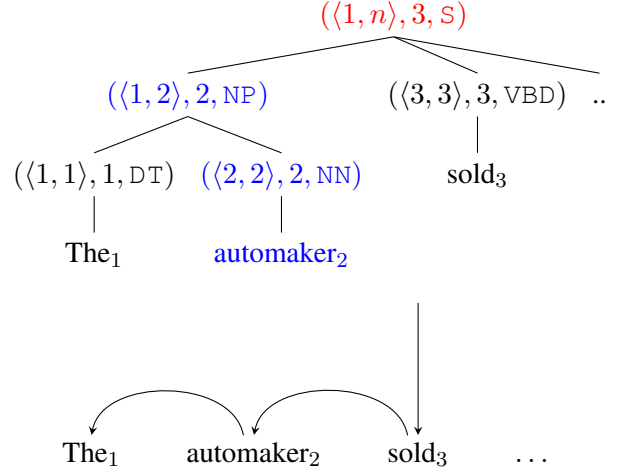 (⟨1, n⟩, 3, S)
(⟨1, 2⟩, 2, NP) (⟨3, 3⟩, 3, VBD) ..
(⟨1, 1⟩, 1, DT) (⟨2, 2⟩, 2, NN) sold₃
The₁ automaker₂
The₁ automaker₂ sold₃ ...